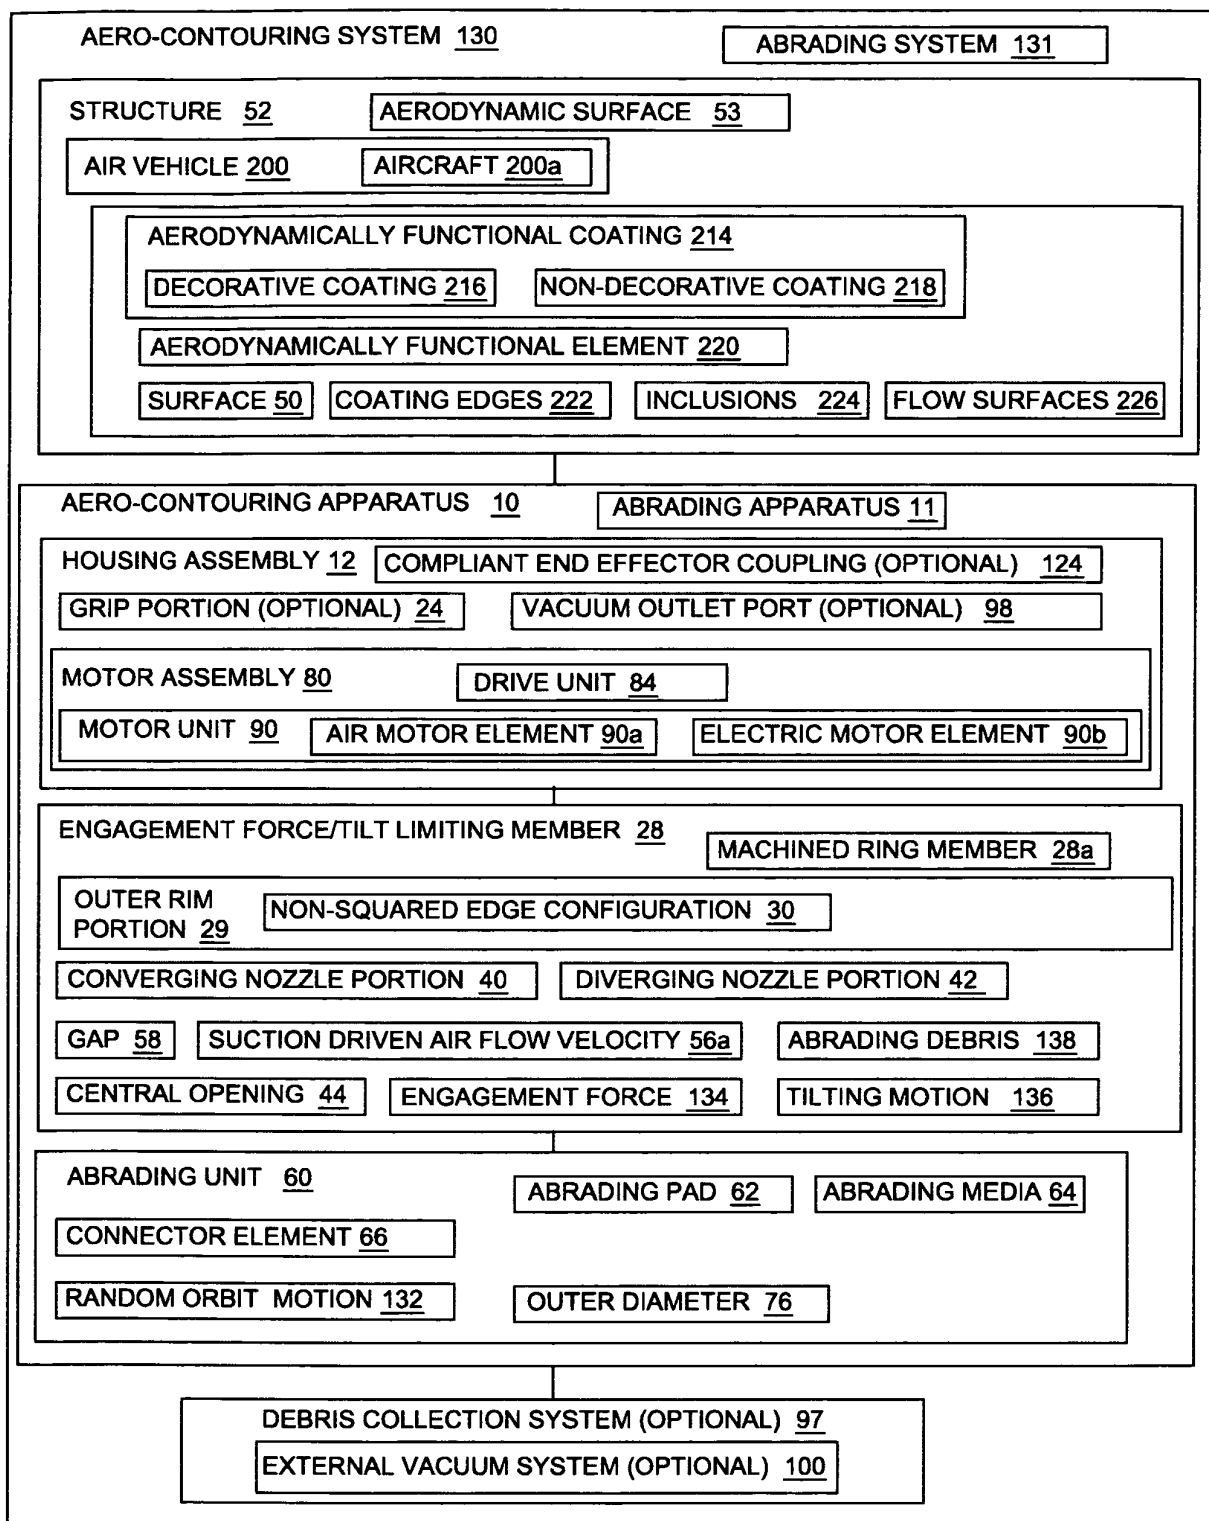 AERO-CONTOURING SYSTEM 130
ABRADING SYSTEM 131
STRUCTURE 52
AERODYNAMIC SURFACE 53
AIR VEHICLE 200
AIRCRAFT 200a
AERODYNAMICALLY FUNCTIONAL COATING 214
DECORATIVE COATING 216
NON-DECORATIVE COATING 218
AERODYNAMICALLY FUNCTIONAL ELEMENT 220
SURFACE 50
COATING EDGES 222
INCLUSIONS 224
FLOW SURFACES 226
AERO-CONTOURING APPARATUS 10
ABRADING APPARATUS 11
HOUSING ASSEMBLY 12
COMPLIANT END EFFECTOR COUPLING (OPTIONAL) 124
GRIP PORTION (OPTIONAL) 24
VACUUM OUTLET PORT (OPTIONAL) 98
MOTOR ASSEMBLY 80
DRIVE UNIT 84
MOTOR UNIT 90
AIR MOTOR ELEMENT 90a
ELECTRIC MOTOR ELEMENT 90b
ENGAGEMENT FORCE/TILT LIMITING MEMBER 28
MACHINED RING MEMBER 28a
OUTER RIM
PORTION 29
NON-SQUARED EDGE CONFIGURATION 30
CONVERGING NOZZLE PORTION 40
DIVERGING NOZZLE PORTION 42
GAP 58
SUCTION DRIVEN AIR FLOW VELOCITY 56a
ABRADING DEBRIS 138
CENTRAL OPENING 44
ENGAGEMENT FORCE 134
TILTING MOTION 136
ABRADING UNIT 60
ABRADING PAD 62
ABRADING MEDIA 64
CONNECTOR ELEMENT 66
RANDOM ORBIT MOTION 132
OUTER DIAMETER 76
DEBRIS COLLECTION SYSTEM (OPTIONAL) 97
EXTERNAL VACUUM SYSTEM (OPTIONAL) 100